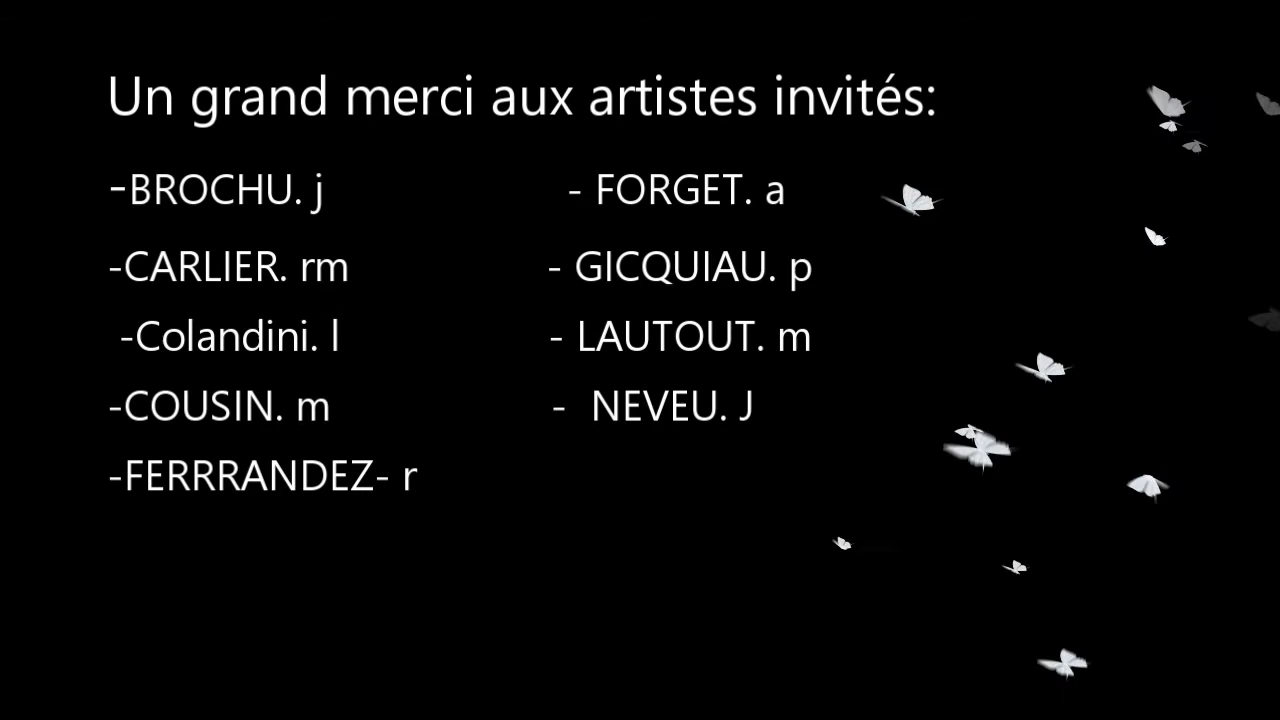 Un grand merci aux artistes invités:
-BROCHU. j - FORGET. a
-CARLIER. rm - GICQUIAU. p
-Colandini. l - LAUTOUT. m
-COUSIN. m - NEVEU. J
-FERRRANDEZ- r